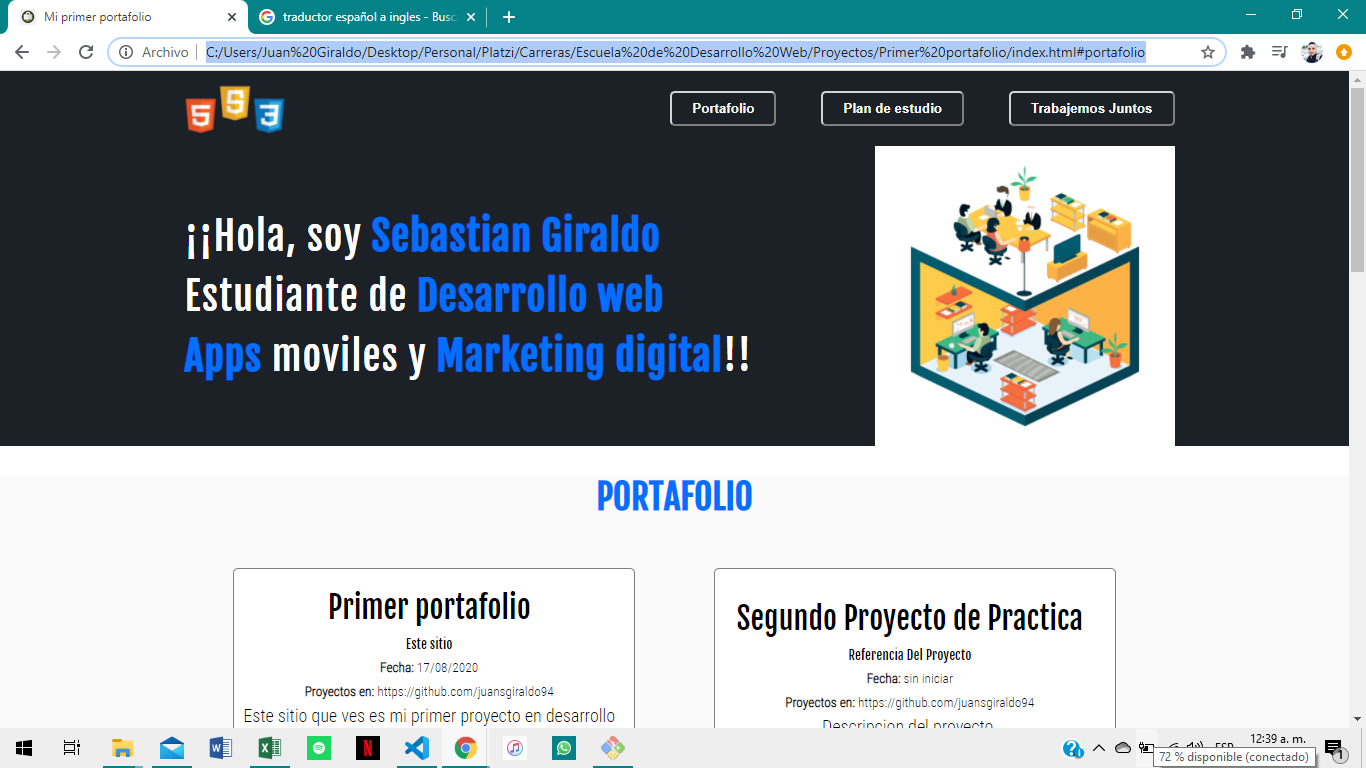 Mi primer portafolio
traductor español a ingles - Busc
Archivo
C:/Users/Juan%20Giraldo/Desktop/Personal/Platzi/Carreras/Escuela%20de%20Desarrollo%20Web/Proyectos/Primer%20portafolio/index.html#portafolio
5 S 3
Portafolio
Plan de estudio
Trabajemos Juntos
¡¡Hola, soy Sebastian Giraldo
Estudiante de Desarrollo web
Apps moviles y Marketing digital!!
PORTAFOLIO
Primer portafolio
Este sitio
Fecha: 17/08/2020
Proyectos en: https://github.com/juansgiraldo94
Este sitio que ves es mi primer proyecto en desarrollo
Segundo Proyecto de Practica
Referencia Del Proyecto
Fecha: sin iniciar
Proyectos en: https://github.com/juansgiraldo94
Descripcion del proyecto
ESP
12:39 a. m.
72 % disponible (conectado)
1